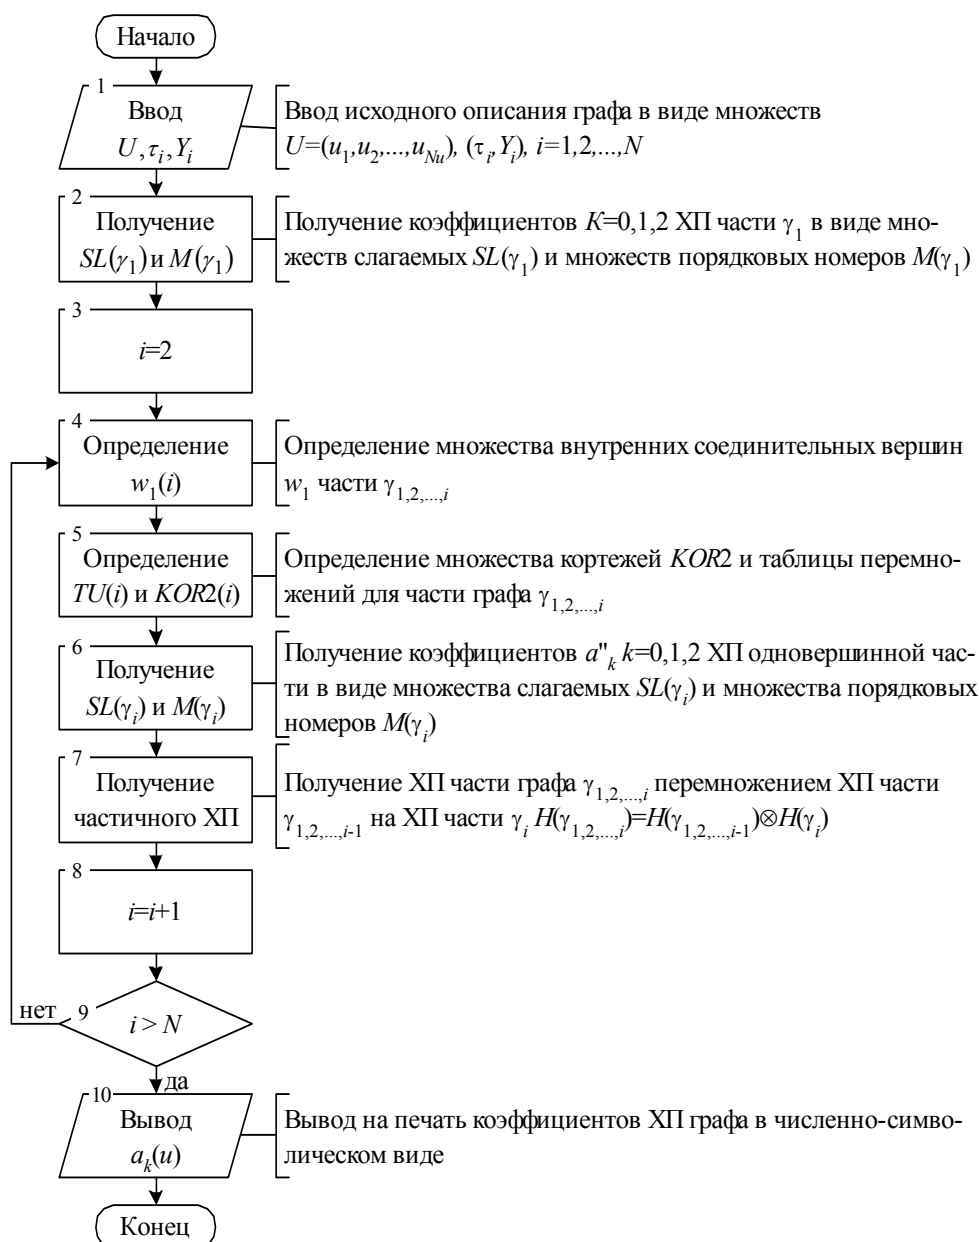 Начало
1
Ввод
U,τi,Yi
Ввод исходного описания графа в виде множеств
U=(u1,u2,...,uNu), (τi,Yi), i=1,2,...,N
2
Получение
SL(γ1) и M(γ1)
Получение коэффициентов K=0,1,2 ХП части γ1 в виде мно-
жеств слагаемых SL(γ1) и множеств порядковых номеров M(γ1)
3
i=2
4
Определение
w1(i)
Определение множества внутренних соединительных вершин
w1 части γ1,2,...,i
5
Определение
TU(i) и KOR2(i)
Определение множества кортежей KOR2 и таблицы перемно-
жений для части графа γ1,2,...,i
6
Получение
SL(γi) и M(γi)
Получение коэффициентов a"k k=0,1,2 ХП одновершинной час-
ти в виде множества слагаемых SL(γi) и множества порядковых
номеров M(γi)
7
Получение
частичного ХП
Получение ХП части графа γ1,2,...,i перемножением ХП части
γ1,2,...,i-1 на ХП части γi H(γ1,2,...,i)=H(γ1,2,...,i-1)⊗H(γi)
8
i=i+1
нет
9
i > N
да
10
Вывод
ak(u)
Вывод на печать коэффициентов ХП графа в численно-симво-
лическом виде
Конец